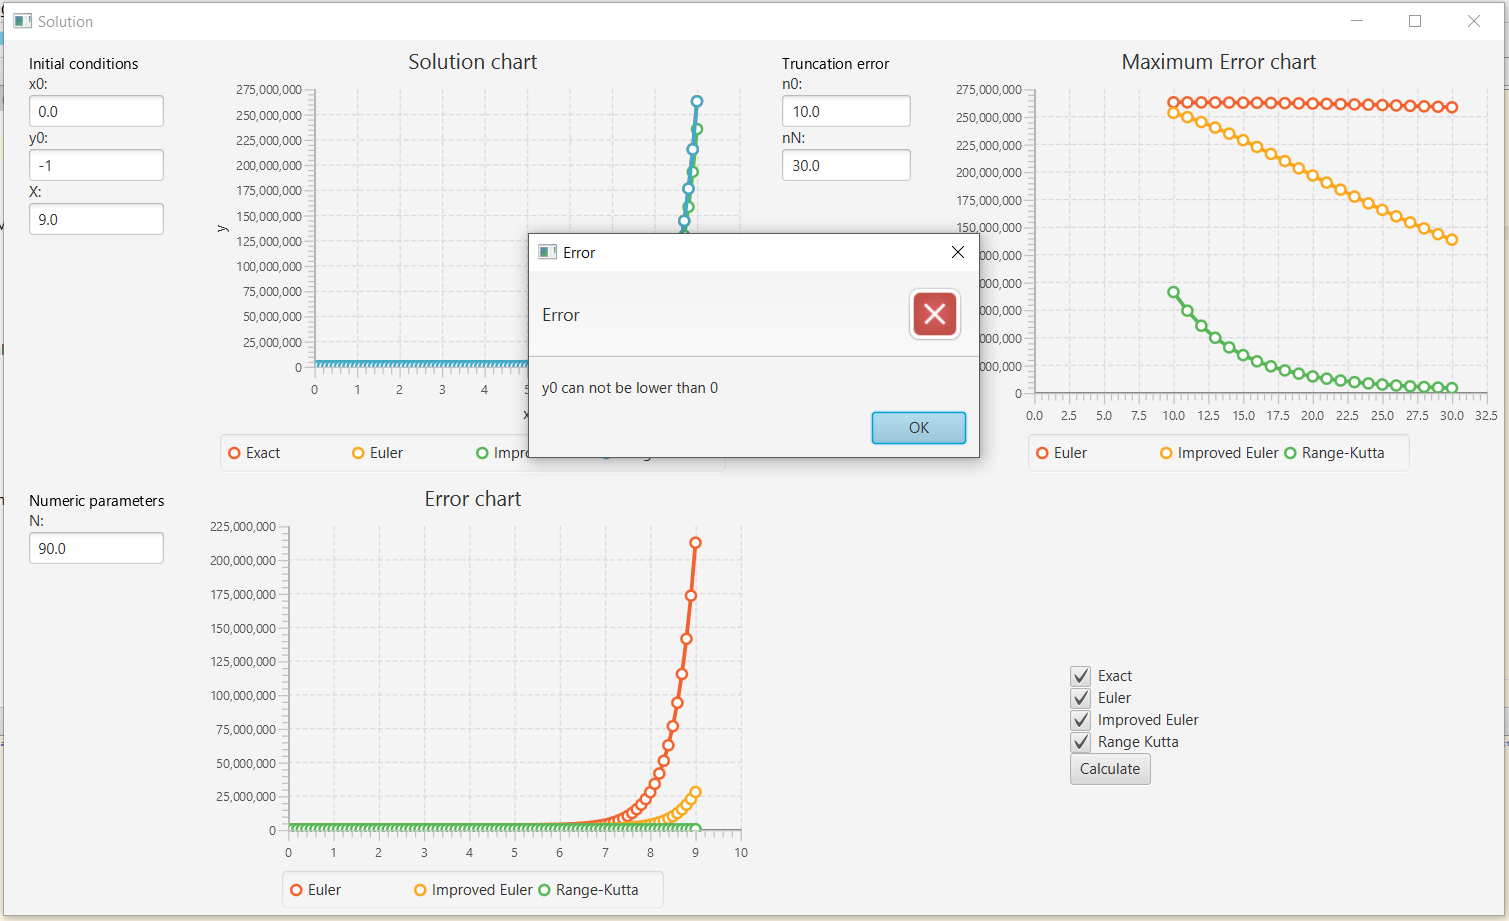 Solution
Initial conditions
x0:
0.0
y0:
-1
X:
9.0
Solution chart
275,000,000
250,000,000
225,000,000
200,000,000
175,000,000
150,000,000
125,000,000
100,000,000
75,000,000
50,000,000
25,000,000
0
y
0 1 2 3 4
x
Exact Euler
Truncation error
n0:
10.0
nN:
30.0
Maximum Error chart
275,000,000
250,000,000
225,000,000
200,000,000
175,000,000
150,000,000
000,000
000,000
000,000
000,000
000,000
0
0.0 2.5 5.0 7.5 10.0 12.5 15.0 17.5 20.0 22.5 25.0 27.5 30.0 32.5
Euler Improved Euler Range-Kutta
Error
Error
y0 can not be lower than 0
OK
Numeric parameters
N:
90.0
Error chart
225,000,000
200,000,000
175,000,000
150,000,000
125,000,000
100,000,000
75,000,000
50,000,000
25,000,000
0
0 1 2 3 4 5 6 7 8 9 10
Euler Improved Euler Range-Kutta
Exact
Euler
Improved Euler
Range Kutta
Calculate